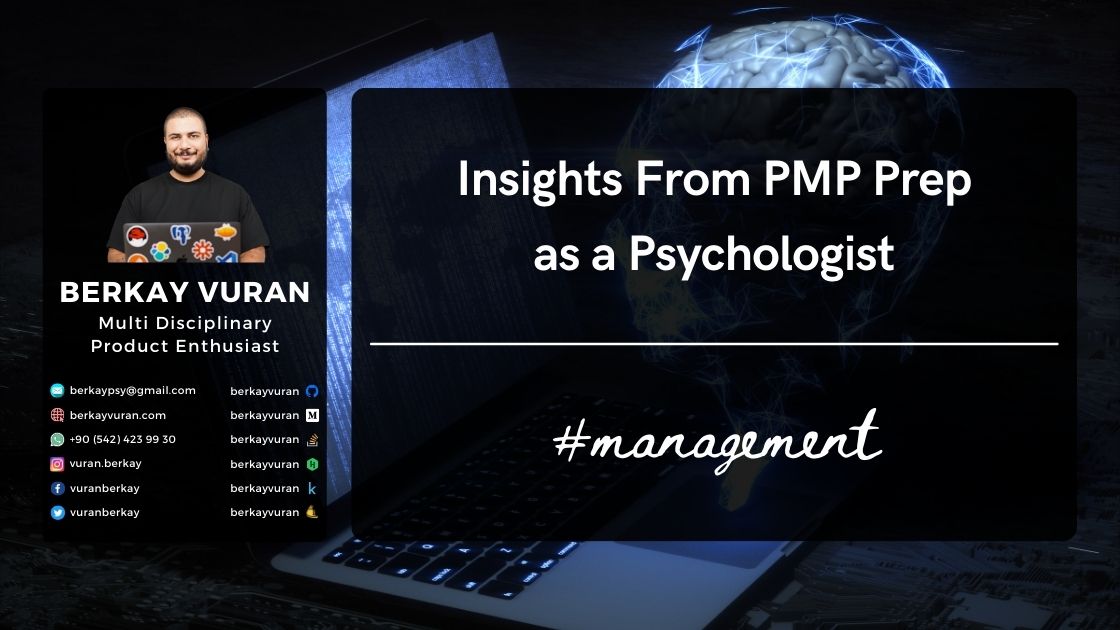 BERKAY VURAN
Multi Disciplinary
Product Enthusiast
berkaypsy@gmail.com
berkayvuran.com
+90 (542) 423 99 30
vuran.berkay
vuranberkay
vuranberkay
berkayvuran
M
berkayvuran
berkayvuran
berkayvuran
H
berkayvuran
k
berkayvuran
Insights From PMP Prep
as a Psychologist
#management